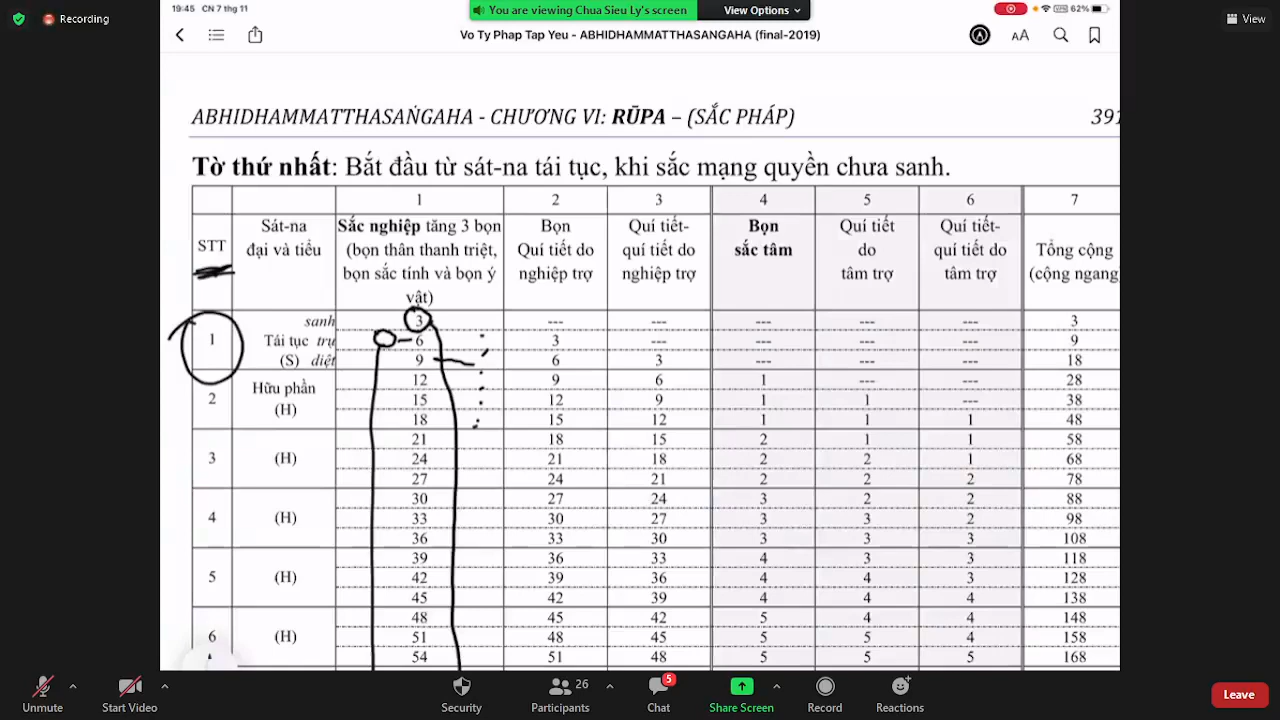 19:45 CN 7 thg 11
You are viewing Chua Sieu Ly's screen
View Options
62%
Recording
View
Vo Ty Phap Tap Yeu - ABHIDHAMMATTHASANGAHA (final-2019)
AA
ABHIDHAMMATTHASAṄGAHA - CHƯƠNG VI: RŪPA – (SẮC PHÁP) 391
Tờ thứ nhất: Bắt đầu từ sát-na tái tục, khi sắc mạng quyền chưa sanh.
1 2 3 4 5 6 7
STT
Sát-na đại và tiểu
Sắc nghiệp tăng 3 bọn (bọn thân thanh triệt, bọn sắc tính và bọn ý vật)
Bọn Quí tiết do nghiệp trợ
Quí tiết-quí tiết do nghiệp trợ
Bọn sắc tâm
Quí tiết do tâm trợ
Quí tiết-quí tiết do tâm trợ
Tổng cộng (cộng ngang
sanh 3 --- --- --- --- --- 3
1 Tái tục trụ 6 3 --- --- --- --- 9
(S) diệt 9 6 3 --- --- --- 18
Hữu phần 12 9 6 1 --- --- 28
2 (H) 15 12 9 1 1 --- 38
18 15 12 1 1 1 48
21 18 15 2 1 1 58
3 (H) 24 21 18 2 2 1 68
27 24 21 2 2 2 78
30 27 24 3 2 2 88
4 (H) 33 30 27 3 3 2 98
36 33 30 3 3 3 108
39 36 33 4 3 3 118
5 (H) 42 39 36 4 4 3 128
45 42 39 4 4 4 138
48 45 42 5 4 4 148
6 (H) 51 48 45 5 5 4 158
54 51 48 5 5 5 168
Unmute
Start Video
Security
26
Participants
5
Chat
Share Screen
Record
Reactions
Leave